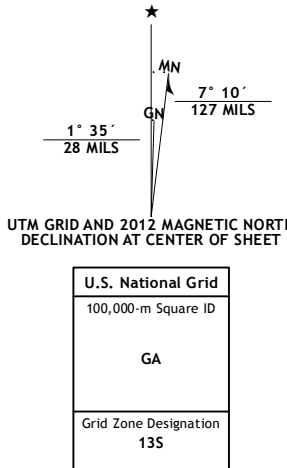 MN
GN
7° 10´
127 MILS
1° 35´
28 MILS
UTM GRID AND 2012 MAGNETIC NORTH
DECLINATION AT CENTER OF SHEET
U.S. National Grid
100,000-m Square ID
GA
Grid Zone Designation
13S